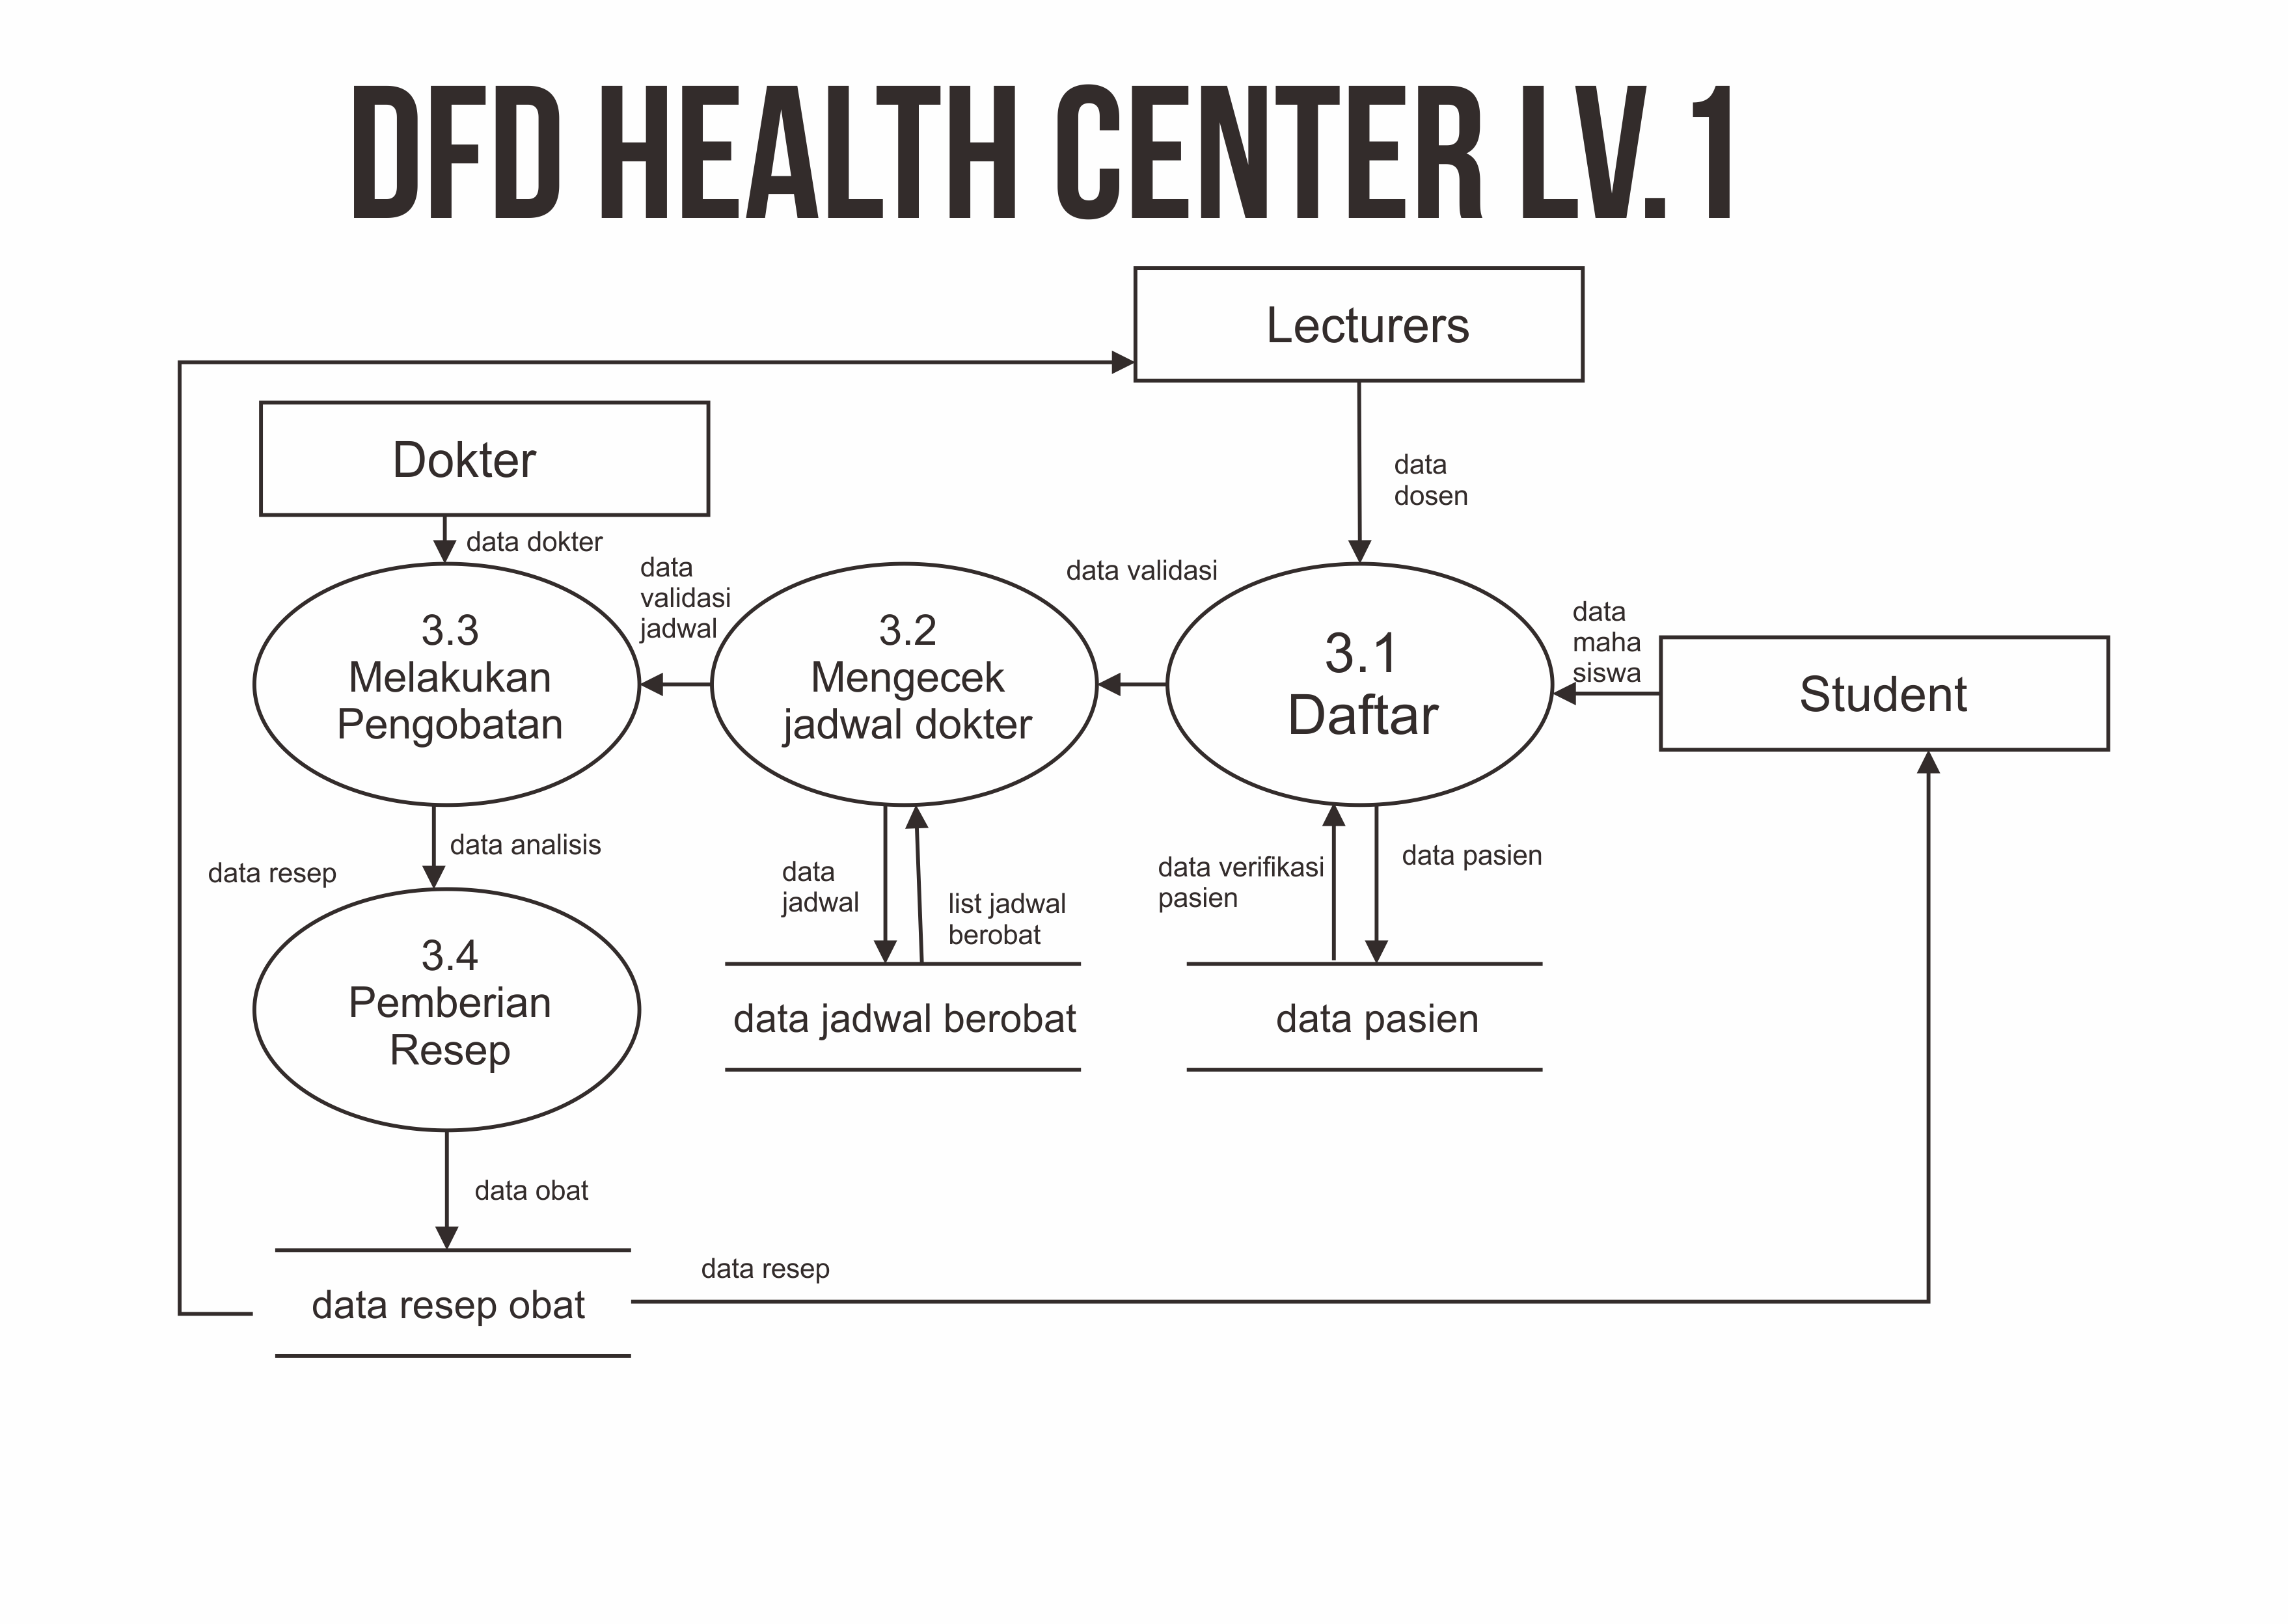 DFD HEALTH CENTER LV. 1
Lecturers
Dokter
data
dosen
data dokter
data
validasi
jadwal
data validasi
data
maha
siswa
3.3
Melakukan
Pengobatan
3.2
Mengecek
jadwal dokter
3.1
Daftar
Student
data analisis
data resep
data
jadwal
list jadwal
berobat
data verifikasi
pasien
data pasien
3.4
Pemberian
Resep
data jadwal berobat
data pasien
data obat
data resep
data resep obat